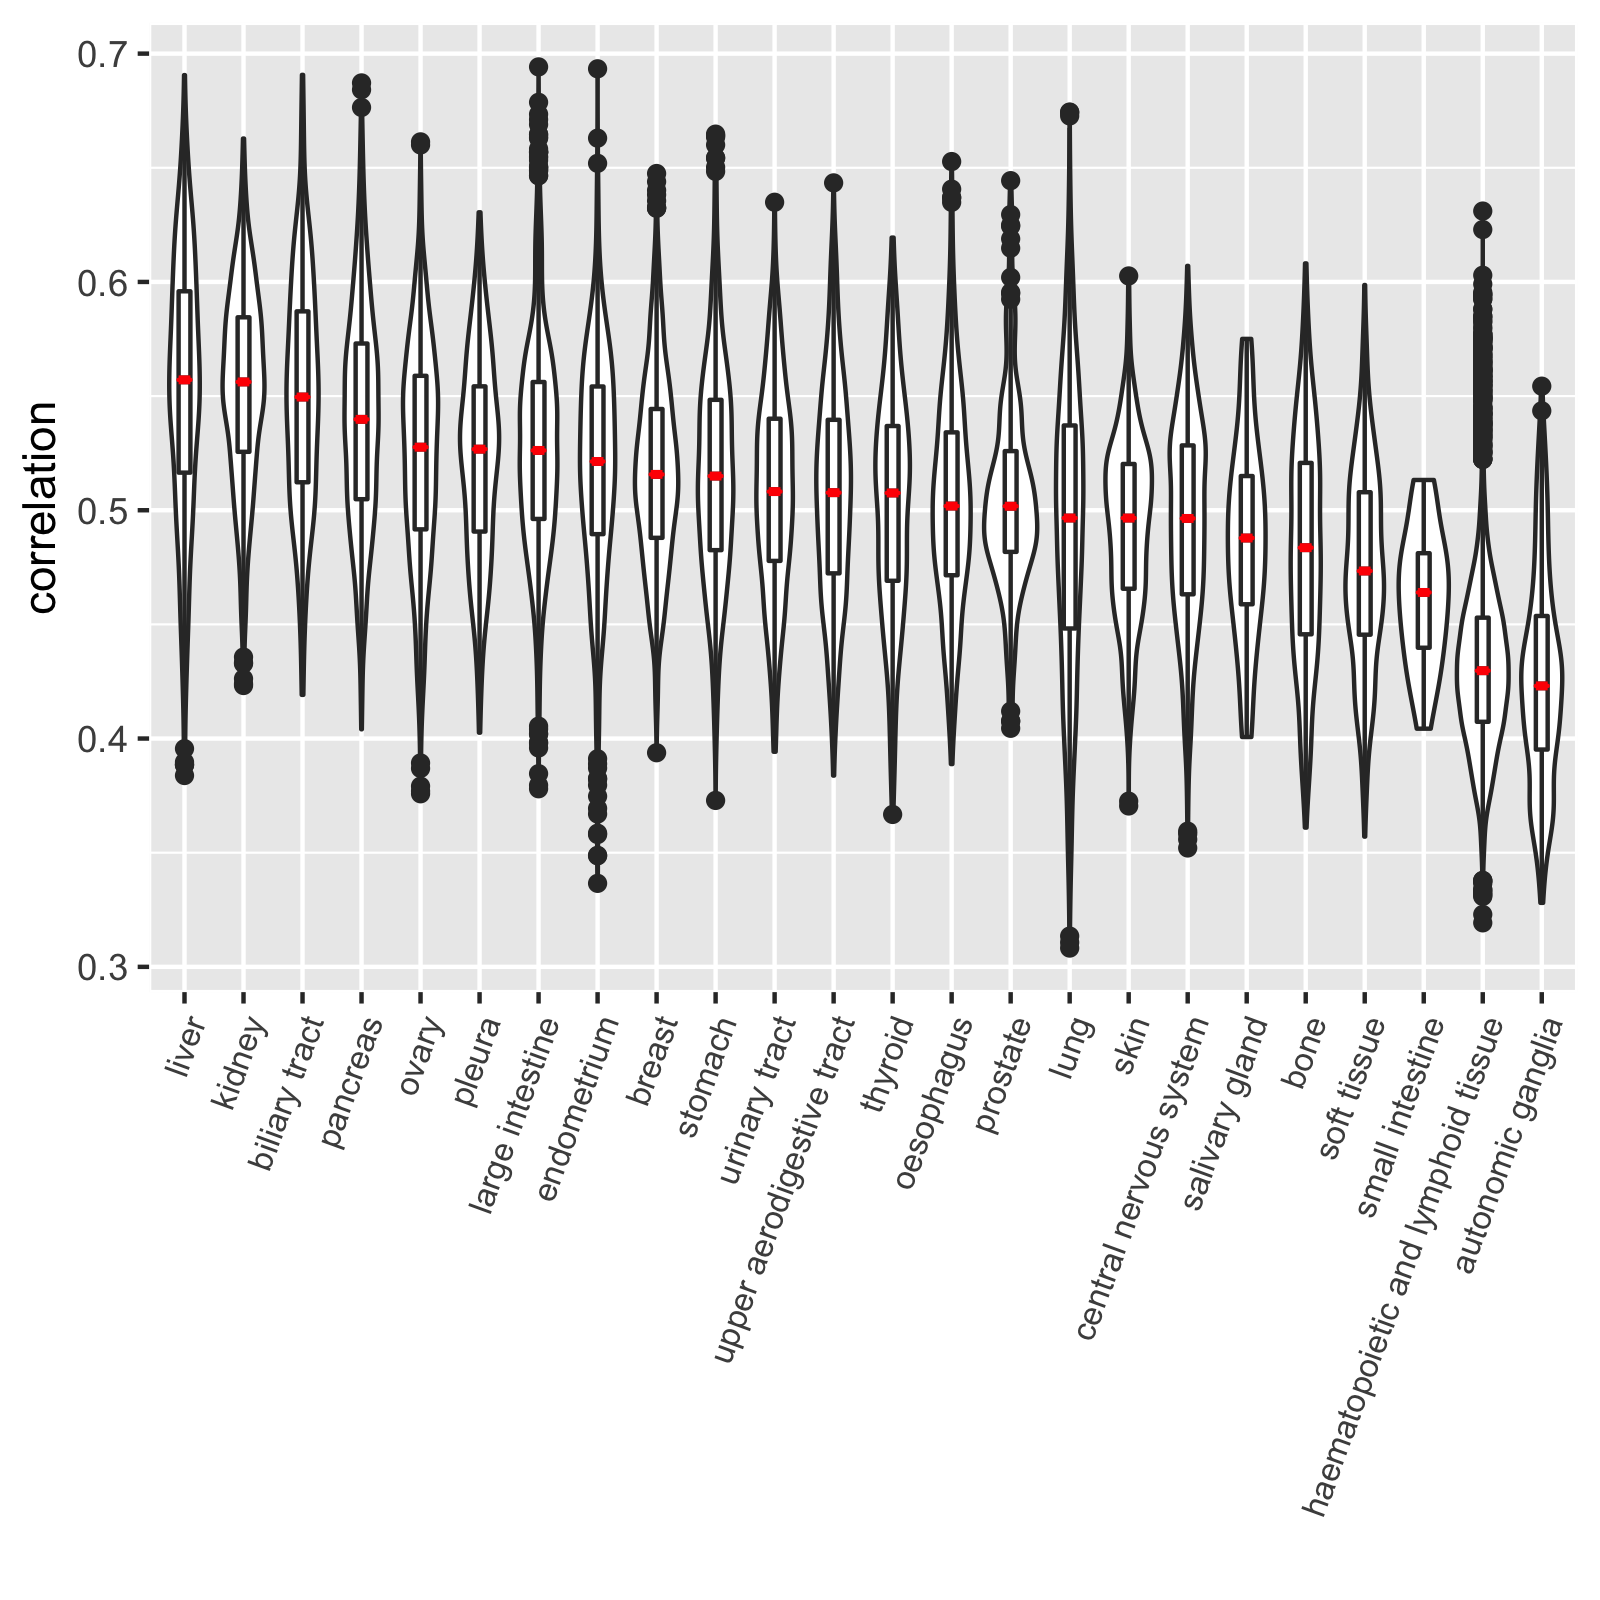 correlation
0.7
0.6
0.5
0.4
0.3
liver
kidney
biliary tract
pancreas
ovary
pleura
large intestine
endometrium
breast
stomach
urinary tract
upper aerodigestive tract
thyroid
oesophagus
prostate
lung
skin
central nervous system
salivary gland
bone
soft tissue
small intestine
haematopoietic and lymphoid tissue
autonomic ganglia